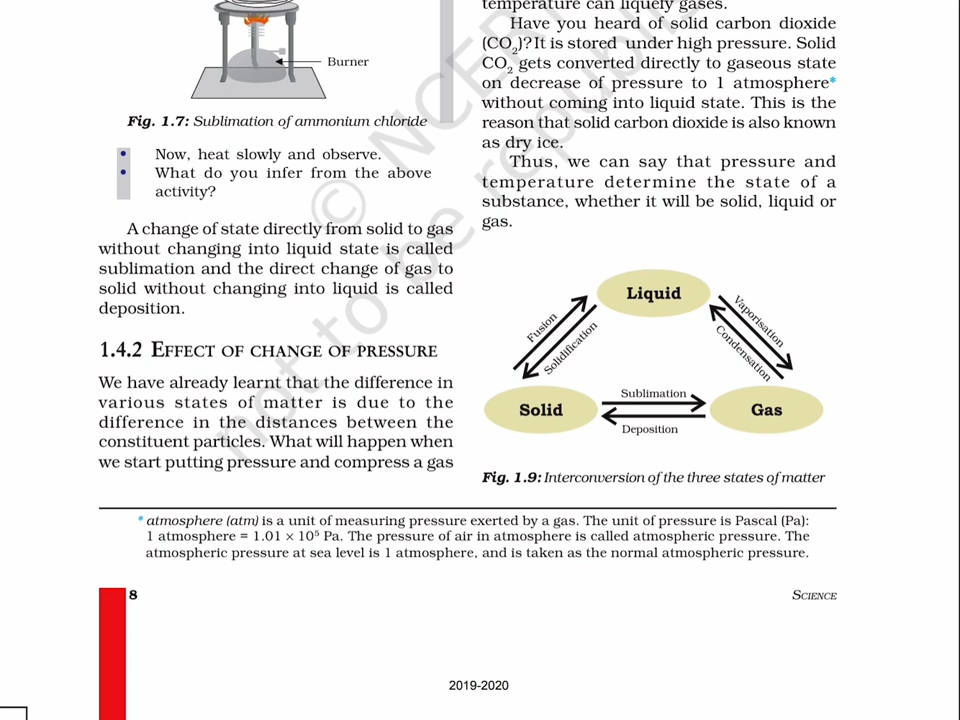 Burner
Fig. 1.7: Sublimation of ammonium chloride
• Now, heat slowly and observe.
• What do you infer from the above
activity?
A change of state directly from solid to gas
without changing into liquid state is called
sublimation and the direct change of gas to
solid without changing into liquid is called
deposition.
1.4.2 EFFECT OF CHANGE OF PRESSURE
We have already learnt that the difference in
various states of matter is due to the
difference in the distances between the
constituent particles. What will happen when
we start putting pressure and compress a gas
temperature can liquefy gases.
Have you heard of solid carbon dioxide
(CO₂)? It is stored under high pressure. Solid
CO₂ gets converted directly to gaseous state
on decrease of pressure to 1 atmosphere*
without coming into liquid state. This is the
reason that solid carbon dioxide is also known
as dry ice.
Thus, we can say that pressure and
temperature determine the state of a
substance, whether it will be solid, liquid or
gas.
Liquid
Fusion
Solidification
Vaporisation
Condensation
Solid
Sublimation
Deposition
Gas
Fig. 1.9: Interconversion of the three states of matter
* atmosphere (atm) is a unit of measuring pressure exerted by a gas. The unit of pressure is Pascal (Pa):
1 atmosphere = 1.01 × 10⁵ Pa. The pressure of air in atmosphere is called atmospheric pressure. The
atmospheric pressure at sea level is 1 atmosphere, and is taken as the normal atmospheric pressure.
8
SCIENCE
2019-2020
© NCERT
not to be republi